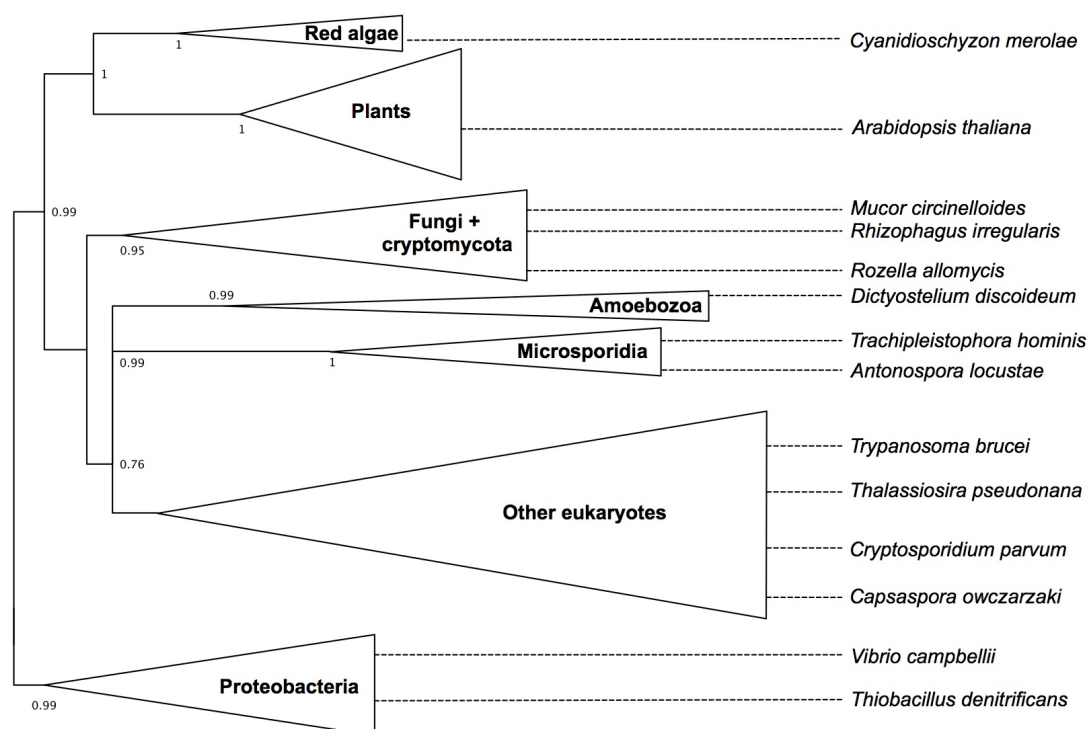 Red algae
Cyanidioschyzon merolae
1
1
Plants
Arabidopsis thaliana
1
0.99
Mucor circinelloides
Fungi +
cryptomycota
Rhizophagus irregularis
0.95
Rozella allomycis
0.99
Dictyostelium discoideum
Amoebozoa
Trachipleistophora hominis
Microsporidia
0.99
1
Antonospora locustae
Trypanosoma brucei
0.76
Thalassiosira pseudonana
Other eukaryotes
Cryptosporidium parvum
Capsaspora owczarzaki
Vibrio campbellii
Proteobacteria
Thiobacillus denitrificans
0.99